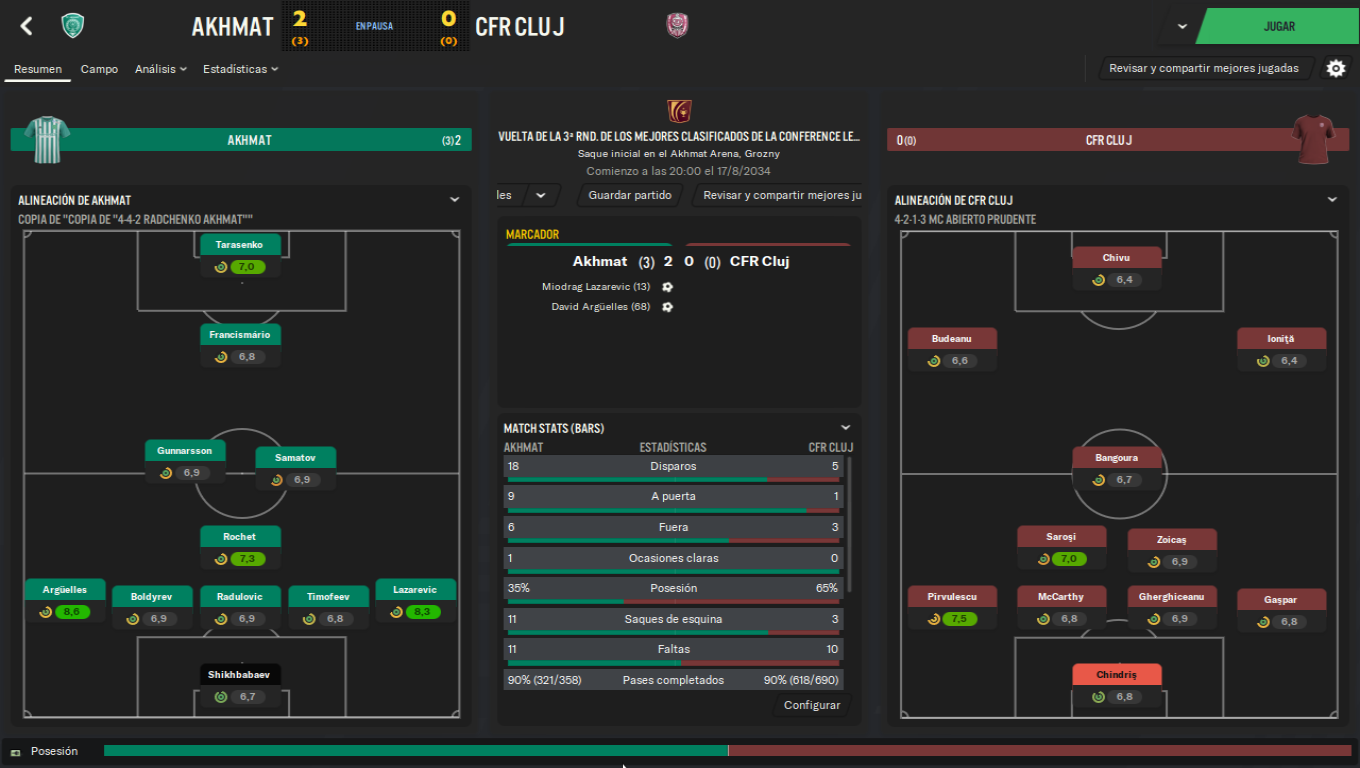 AKHMAT
2
(3)
EN PAUSA
0
(0)
CFR CLUJ
JUGAR
Resumen Campo Análisis Estadísticas
Revisar y compartir mejores jugadas
AKHMAT
(3) 2
VUELTA DE LA 3ª RND. DE LOS MEJORES CLASIFICADOS DE LA CONFERENCE LE...
Saque inicial en el Akhmat Arena, Grozny
Comienzo a las 20:00 el 17/8/2034
les Guardar partido Revisar y compartir mejores ju
0 (0)
CFR CLUJ
ALINEACIÓN DE AKHMAT
COPIA DE "COPIA DE "4-4-2 RADCHENKO AKHMAT""
Tarasenko
7,0
Francismário
6,8
Gunnarsson
6,9
Samatov
6,9
Rochet
7,3
Argüelles
8,6
Boldyrev
6,9
Radulovic
6,9
Timofeev
6,8
Lazarevic
8,3
Shikhbabaev
6,7
MARCADOR
Akhmat (3) 2 0 (0) CFR Cluj
Miodrag Lazarevic (13)
David Argüelles (68)
MATCH STATS (BARS)
AKHMAT ESTADÍSTICAS CFR CLUJ
18 Disparos 5
9 A puerta 1
6 Fuera 3
1 Ocasiones claras 0
35% Posesión 65%
11 Saques de esquina 3
11 Faltas 10
90% (321/358) Pases completados 90% (618/690)
Configurar
ALINEACIÓN DE CFR CLUJ
4-2-1-3 MC ABIERTO PRUDENTE
Chivu
6,4
Budeanu
6,6
Ioniţă
6,4
Bangoura
6,7
Saroşi
7,0
Zoicaş
6,9
Pirvulescu
7,5
McCarthy
6,8
Gherghiceanu
6,9
Gaşpar
6,8
Chindriş
6,8
Posesión